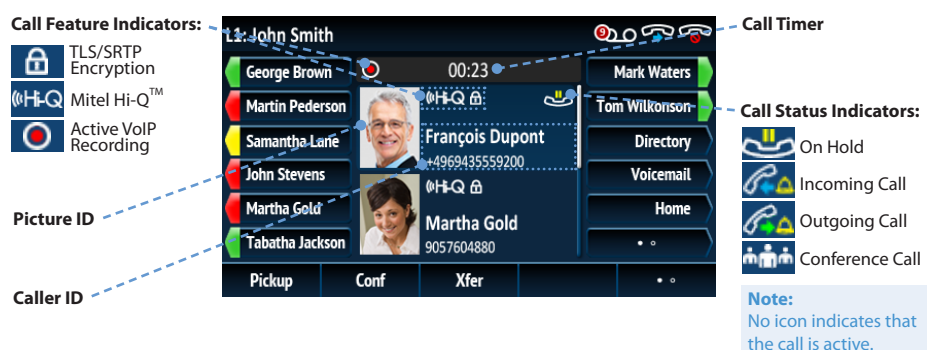 Call Feature Indicators:
TLS/SRTP
Encryption
Hi-Q
Mitel Hi-Q™
Active VoIP
Recording
Picture ID
Caller ID
L1: John Smith
9
George Brown
00:23
Mark Waters
Martin Pederson
Hi-Q
Tom Wilkonson
Samantha Lane
François Dupont
Directory
+4969435559200
John Stevens
Hi-Q
Voicemail
Martha Gold
Martha Gold
Home
Tabatha Jackson
9057604880
Pickup
Conf
Xfer
Call Timer
Call Status Indicators:
On Hold
Incoming Call
Outgoing Call
Conference Call
Note:
No icon indicates that
the call is active.